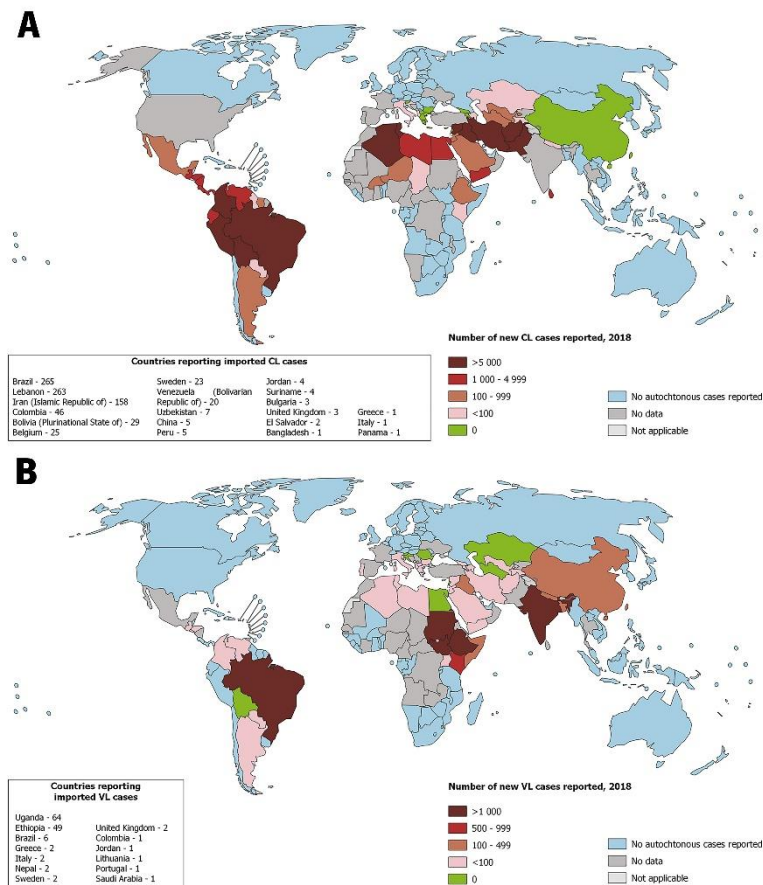 A
Countries reporting imported CL cases
Brazil - 265
Lebanon - 263
Iran (Islamic Republic of) - 158
Colombia - 46
Bolivia (Plurinational State of) - 29
Belgium - 25
Sweden - 23
Venezuela (Bolivarian
Republic of) - 20
Uzbekistan - 7
China - 5
Peru - 5
Jordan - 4
Suriname - 4
Bulgaria - 3
United Kingdom - 3
El Salvador - 2
Bangladesh - 1
Greece - 1
Italy - 1
Panama - 1
Number of new CL cases reported, 2018
>5 000
1 000 - 4 999
100 - 999
<100
0
No autochtonous cases reported
No data
Not applicable
B
Countries reporting
imported VL cases
Uganda - 64
Ethiopia - 49
Brazil - 6
Greece - 2
Italy - 2
Nepal - 2
Sweden - 2
United Kingdom - 2
Colombia - 1
Jordan - 1
Lithuania - 1
Portugal - 1
Saudi Arabia - 1
Number of new VL cases reported, 2018
>1 000
500 - 999
100 - 499
<100
0
No autochtonous cases reported
No data
Not applicable